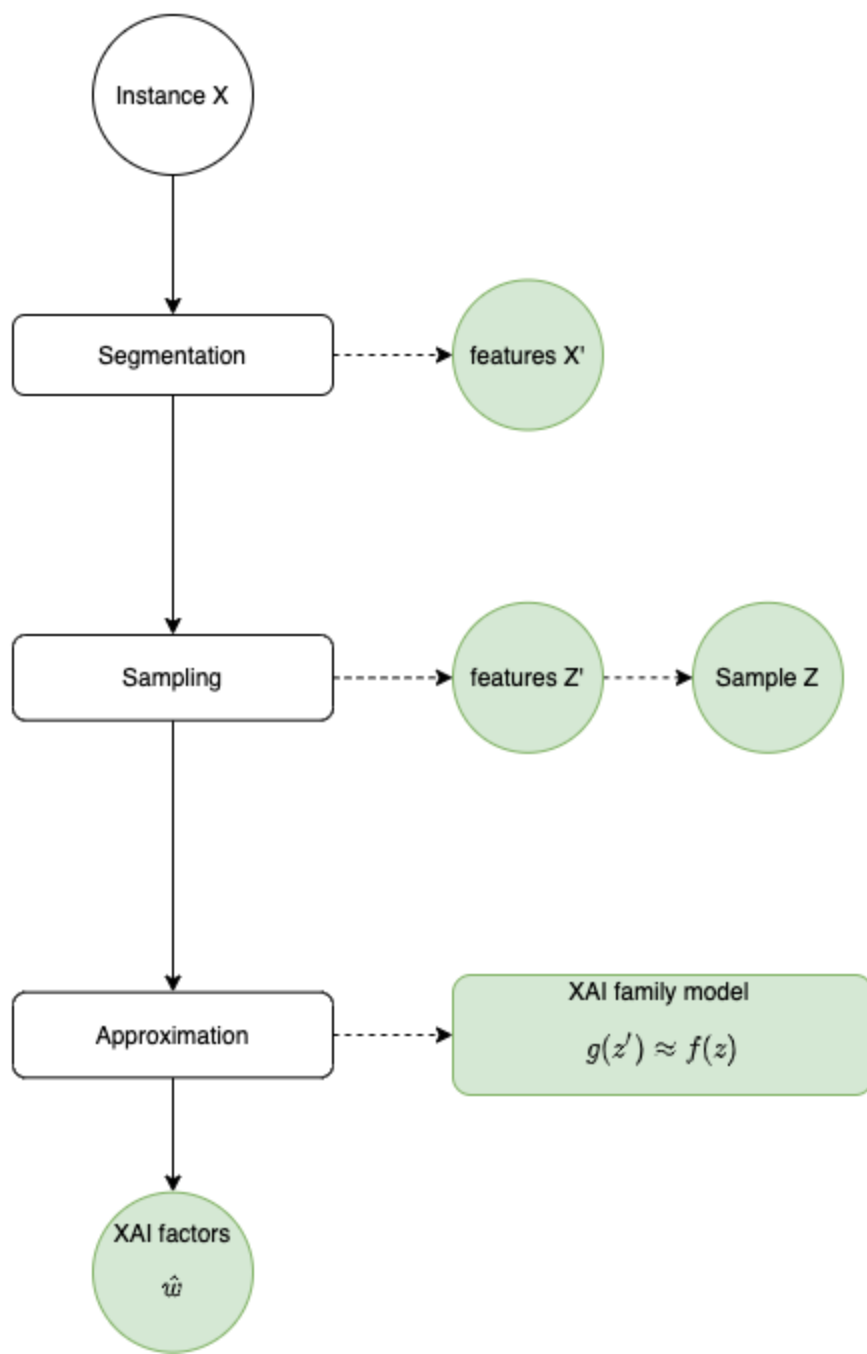 Instance X
Segmentation
features X'
Sampling
features Z'
Sample Z
Approximation
XAI family model
g(z′) ≈ f(z)
XAI factors
ŵ